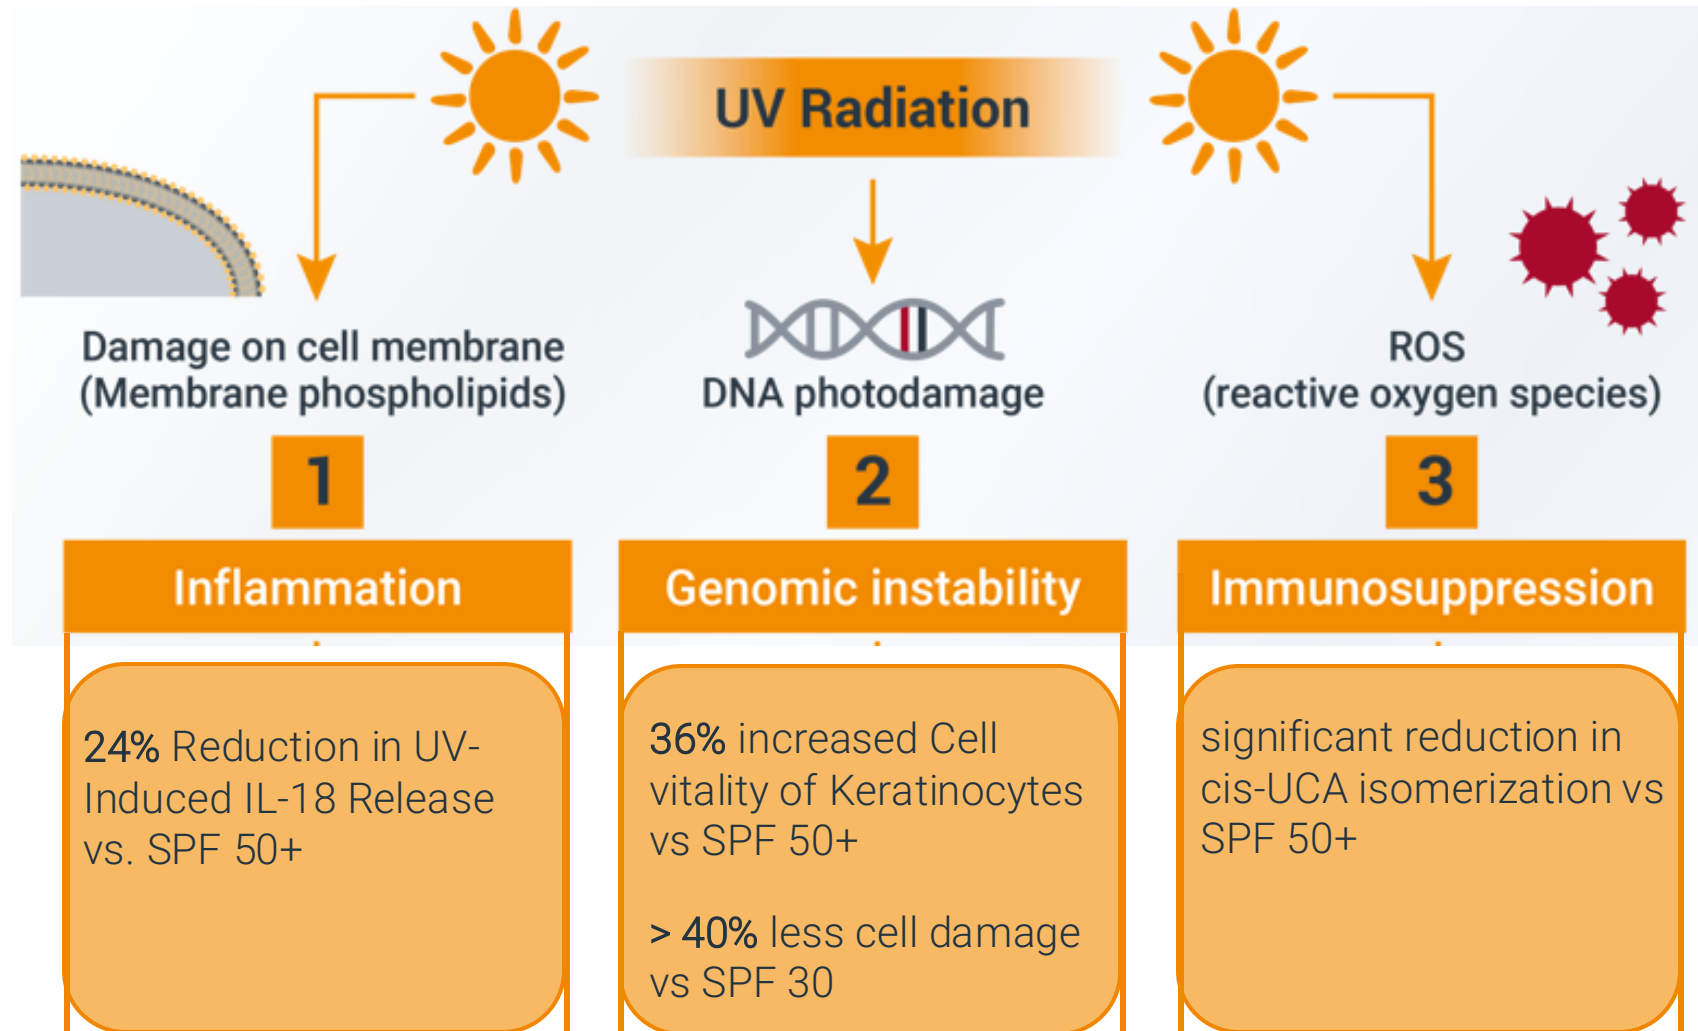 UV Radiation
Damage on cell membrane
(Membrane phospholipids)
1
Inflammation
24% Reduction in UV-
Induced IL-18 Release
vs. SPF 50+
DNA photodamage
2
Genomic instability
36% increased Cell
vitality of Keratinocytes
vs SPF 50+
> 40% less cell damage
vs SPF 30
ROS
(reactive oxygen species)
3
Immunosuppression
significant reduction in
cis-UCA isomerization vs
SPF 50+